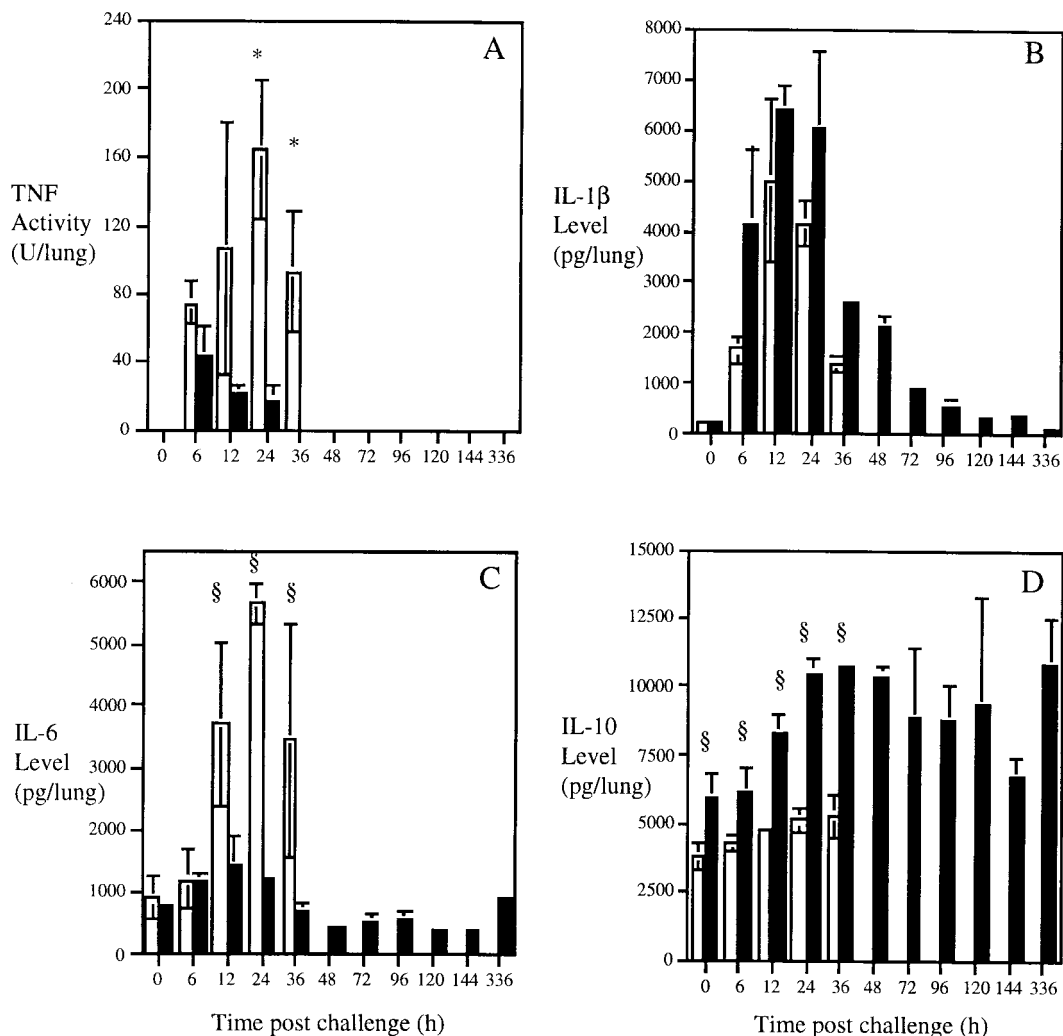 A
240
200
160
120
80
40
0
TNF
Activity
(U/lung)
*
*
0 6 12 24 36 48 72 96 120 144 336
B
8000
7000
6000
5000
4000
3000
2000
1000
0
IL-1β
Level
(pg/lung)
0 6 12 24 36 48 72 96 120 144 336
C
6000
5000
4000
3000
2000
1000
0
IL-6
Level
(pg/lung)
§
§
§
0 6 12 24 36 48 72 96 120 144 336
Time post challenge (h)
D
15000
12500
10000
7500
5000
2500
0
IL-10
Level
(pg/lung)
§
§
§
§
§
0 6 12 24 36 48 72 96 120 144 336
Time post challenge (h)